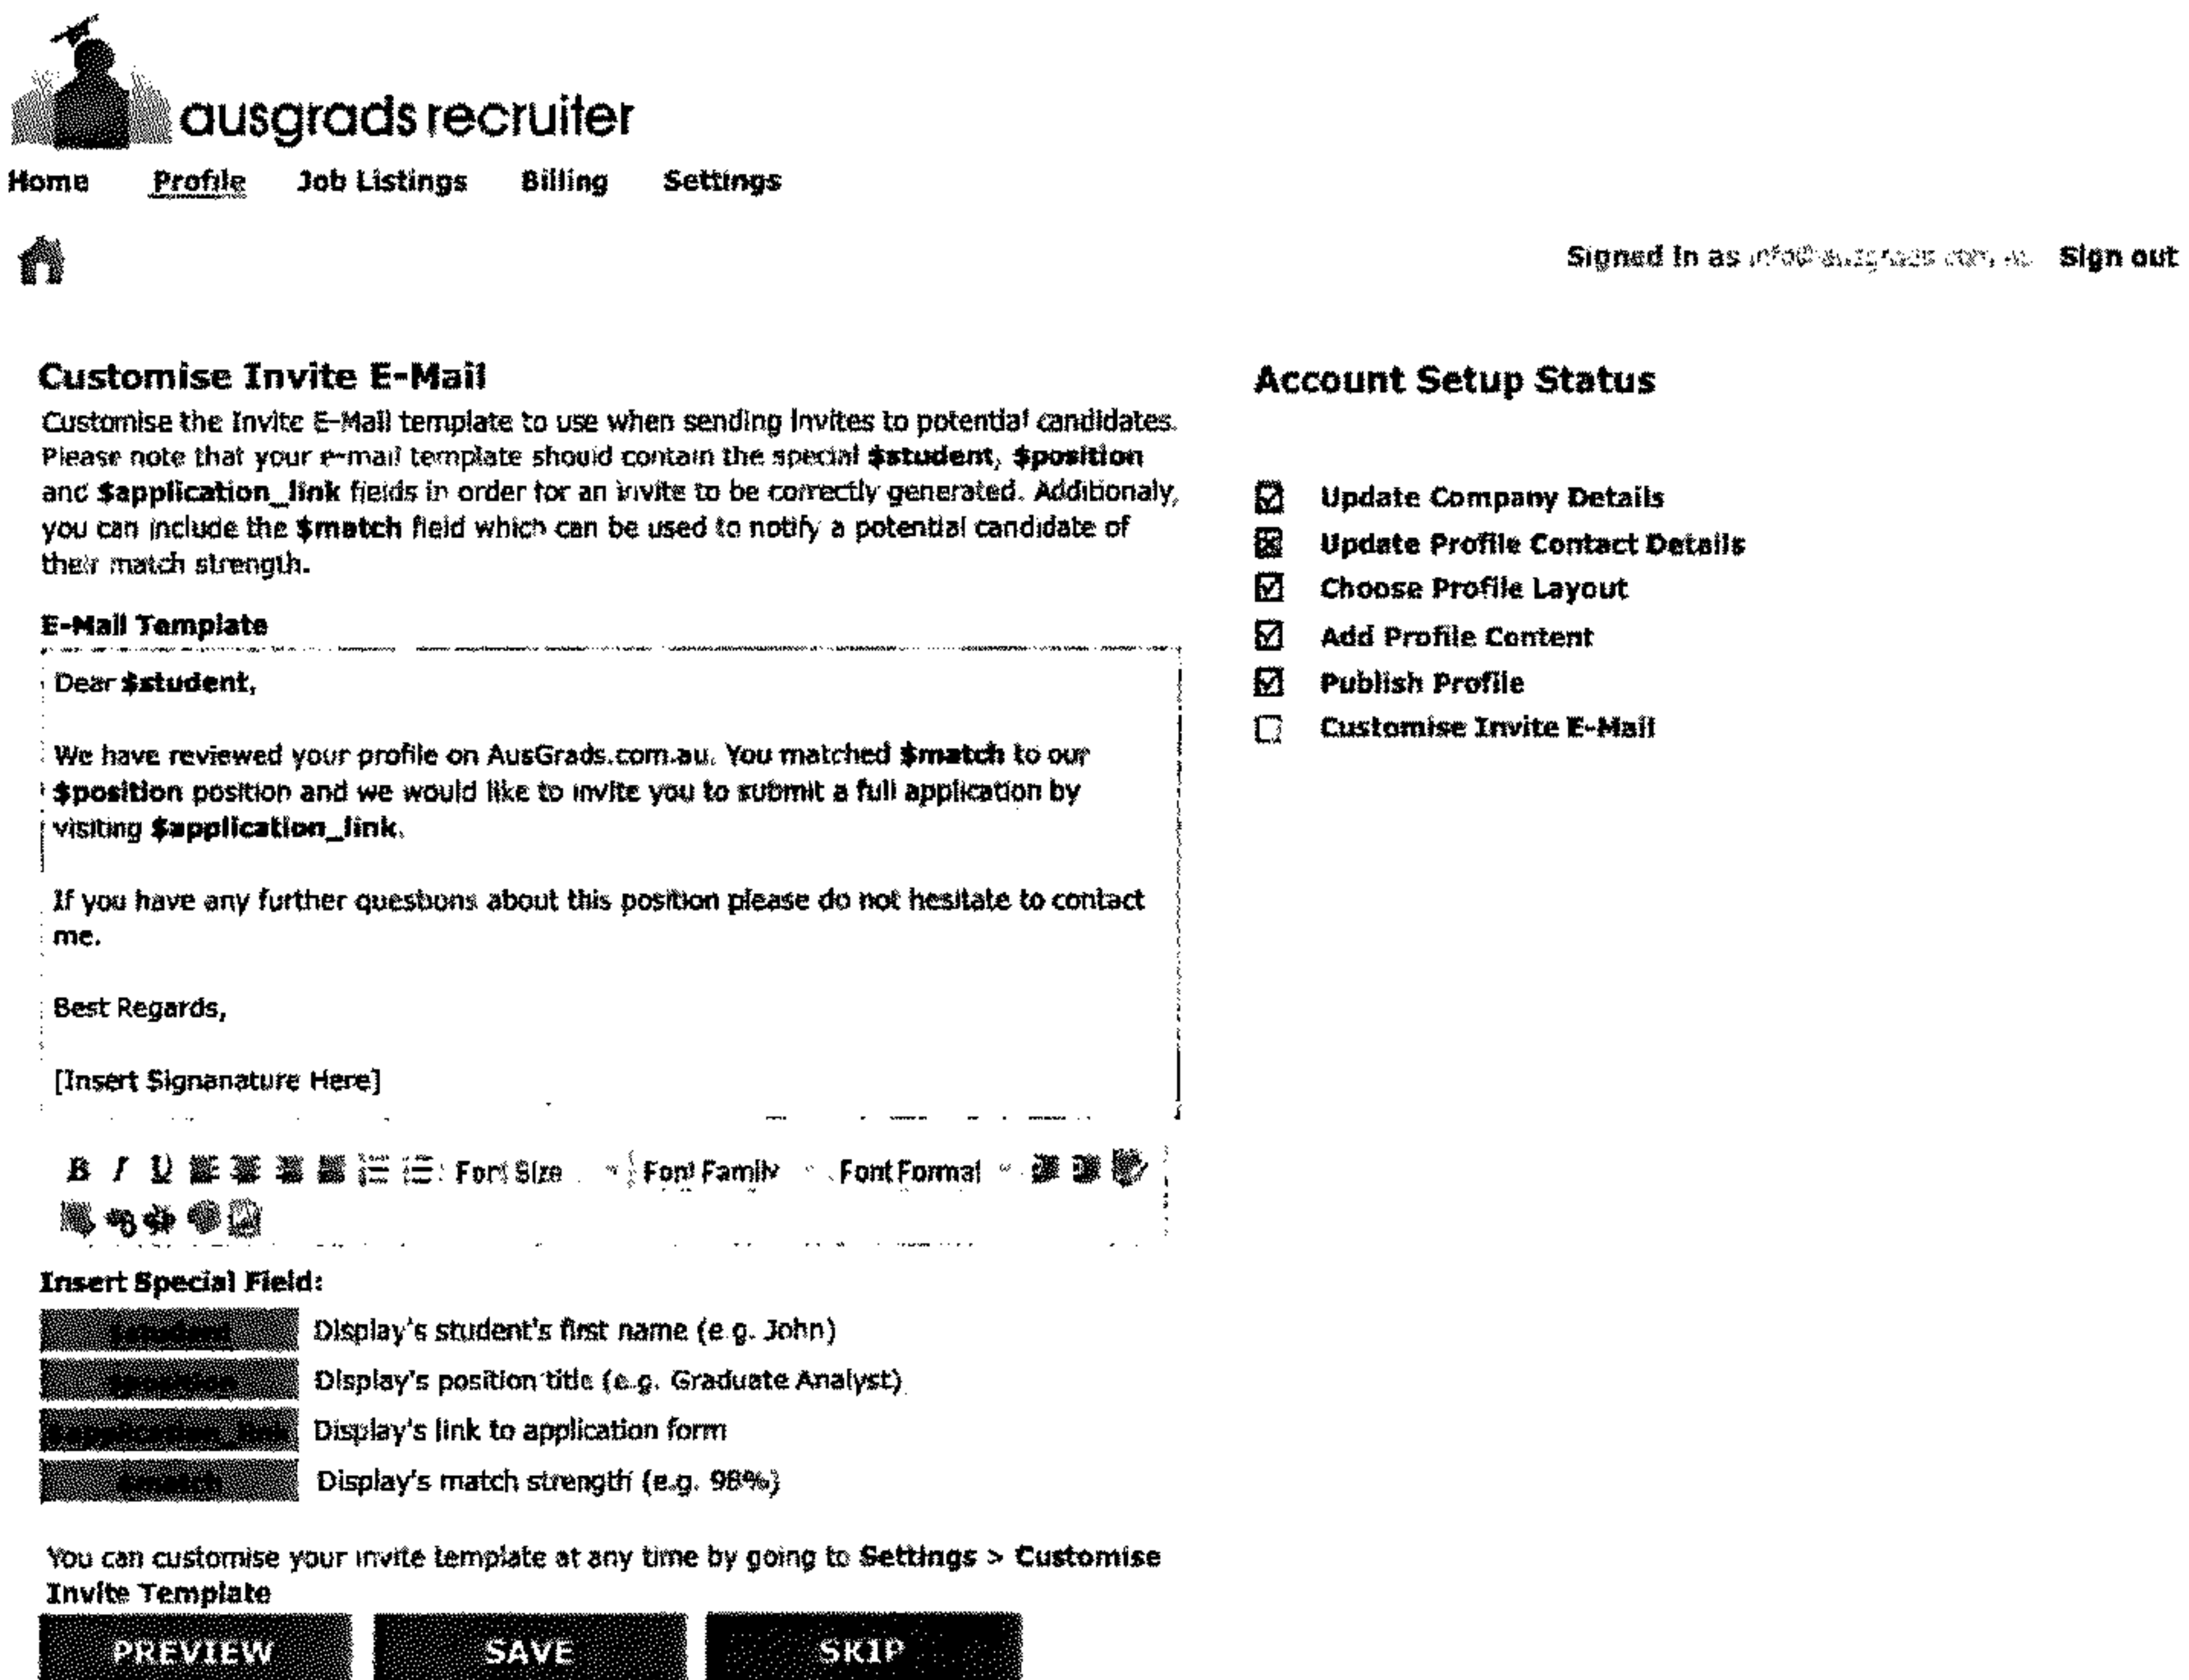 ausgrads recruiter
Home Profile Job Listings Billing Settings
Signed in as info@ausgrads.com.au Sign out
Customise Invite E-Mail
Customise the Invite E-Mail template to use when sending invites to potential candidates.
Please note that your e-mail template should contain the special $student, $position
and $application_link fields in order for an invite to be correctly generated. Additionaly,
you can include the $match field which can be used to notify a potential candidate of
their match strength.
E-Mail Template
Dear $student,
We have reviewed your profile on AusGrads.com.au. You matched $match to our
$position position and we would like to invite you to submit a full application by
visiting $application_link.
If you have any further questions about this position please do not hesitate to contact
me.
Best Regards,
[Insert Signanature Here]
B I U Font Size Font Family Font Format
Insert Special Field:
$student Display's student's first name (e.g. John)
$position Display's position title (e.g. Graduate Analyst)
$application_link Display's link to application form
$match Display's match strength (e.g. 98%)
You can customise your invite template at any time by going to Settings > Customise
Invite Template
PREVIEW SAVE SKIP
Account Setup Status
Update Company Details
Update Profile Contact Details
Choose Profile Layout
Add Profile Content
Publish Profile
Customise Invite E-Mail